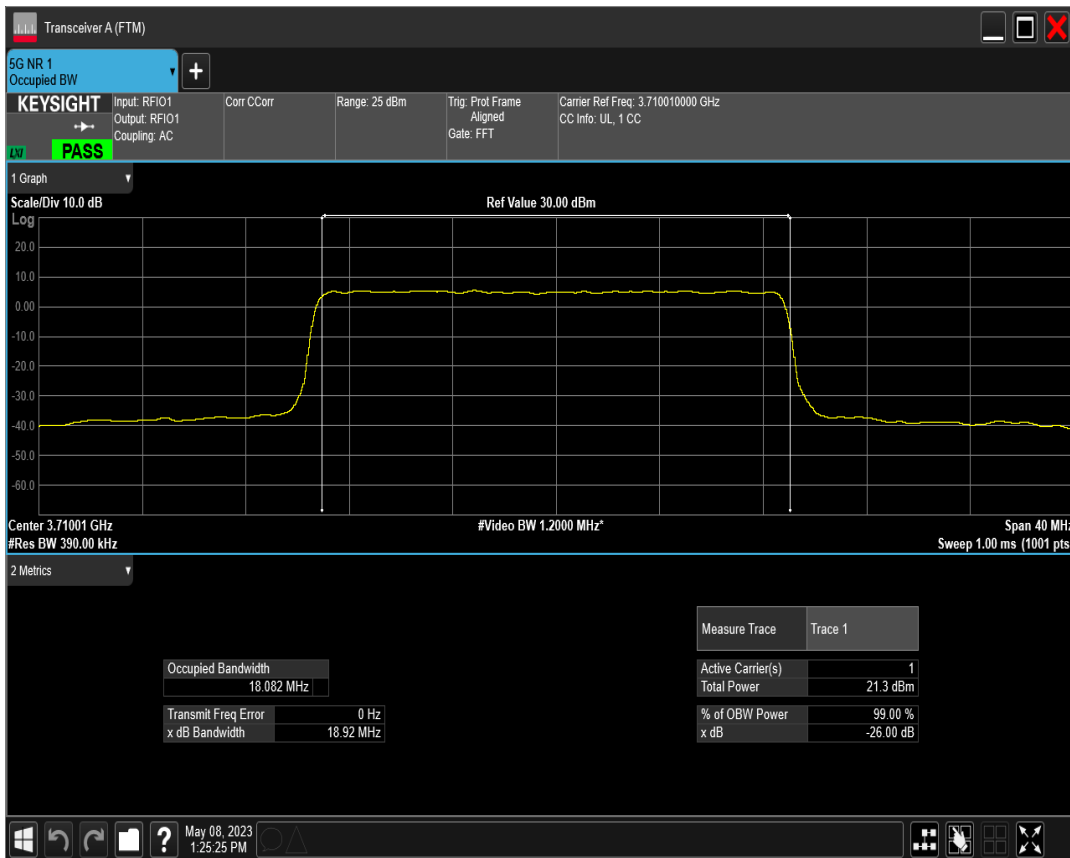 Transceiver A (FTM)
5G NR 1
Occupied BW
+
KEYSIGHT
LXI
PASS
Input: RFIO1
Output: RFIO1
Coupling: AC
Corr CCorr
Range: 25 dBm
Trig: Prot Frame
Aligned
Gate: FFT
Carrier Ref Freq: 3.710010000 GHz
CC Info: UL, 1 CC
1 Graph
Scale/Div 10.0 dB
Ref Value 30.00 dBm
Log
20.0
10.0
0.00
-10.0
-20.0
-30.0
-40.0
-50.0
-60.0
Center 3.71001 GHz
#Video BW 1.2000 MHz*
Span 40 MHz
#Res BW 390.00 kHz
Sweep 1.00 ms (1001 pts
2 Metrics
Measure Trace Trace 1
Occupied Bandwidth
18.082 MHz
Active Carrier(s) 1
Total Power 21.3 dBm
Transmit Freq Error 0 Hz
x dB Bandwidth 18.92 MHz
% of OBW Power 99.00 %
x dB -26.00 dB
?
May 08, 2023
1:25:25 PM